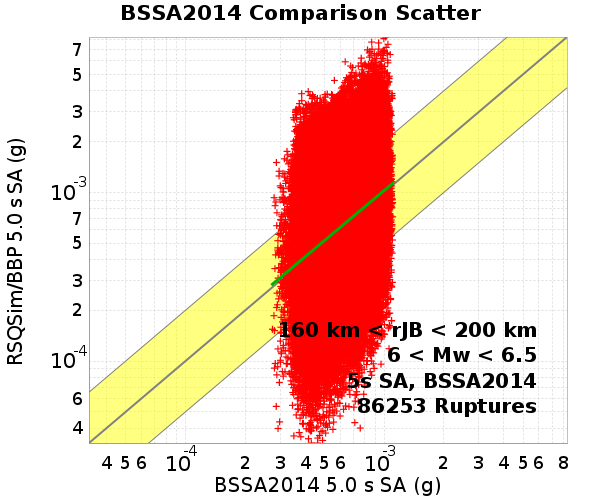 BSSA2014 Comparison Scatter
RSQSim/BBP 5.0 s SA (g)
7
5
3
2
10-3
7
5
3
2
10-4
6
4
160 km < rJB < 200 km
6 < Mw < 6.5
5s SA, BSSA2014
86253 Ruptures
4 5 6 10-4 2 3 4 5 6 10-3 2 3 4 5 6 8
BSSA2014 5.0 s SA (g)